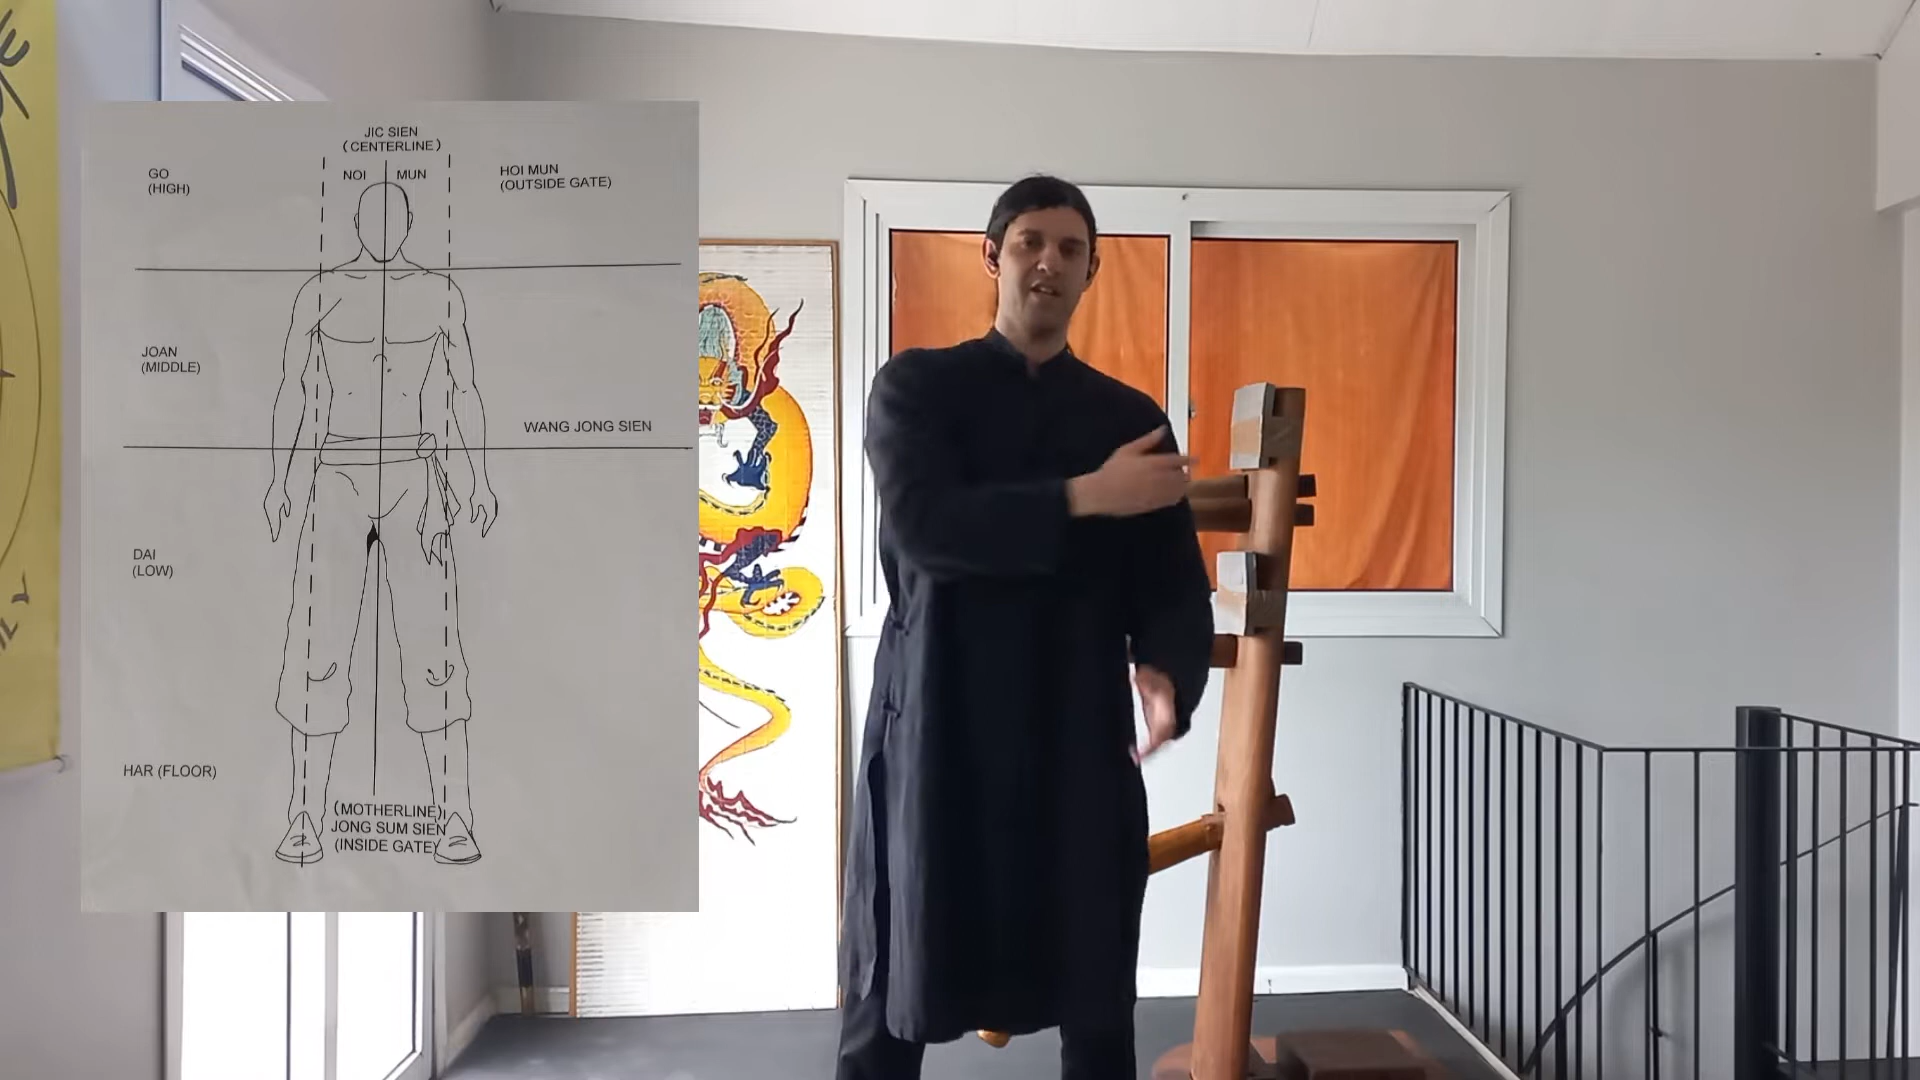 JIC SIEN
(CENTERLINE)
GO
(HIGH)
NOI MUN
HOI MUN
(OUTSIDE GATE)
JOAN
(MIDDLE)
WANG JONG SIEN
DAI
(LOW)
HAR (FLOOR)
(MOTHERLINE)
JONG SUM SIEN
(INSIDE GATE)